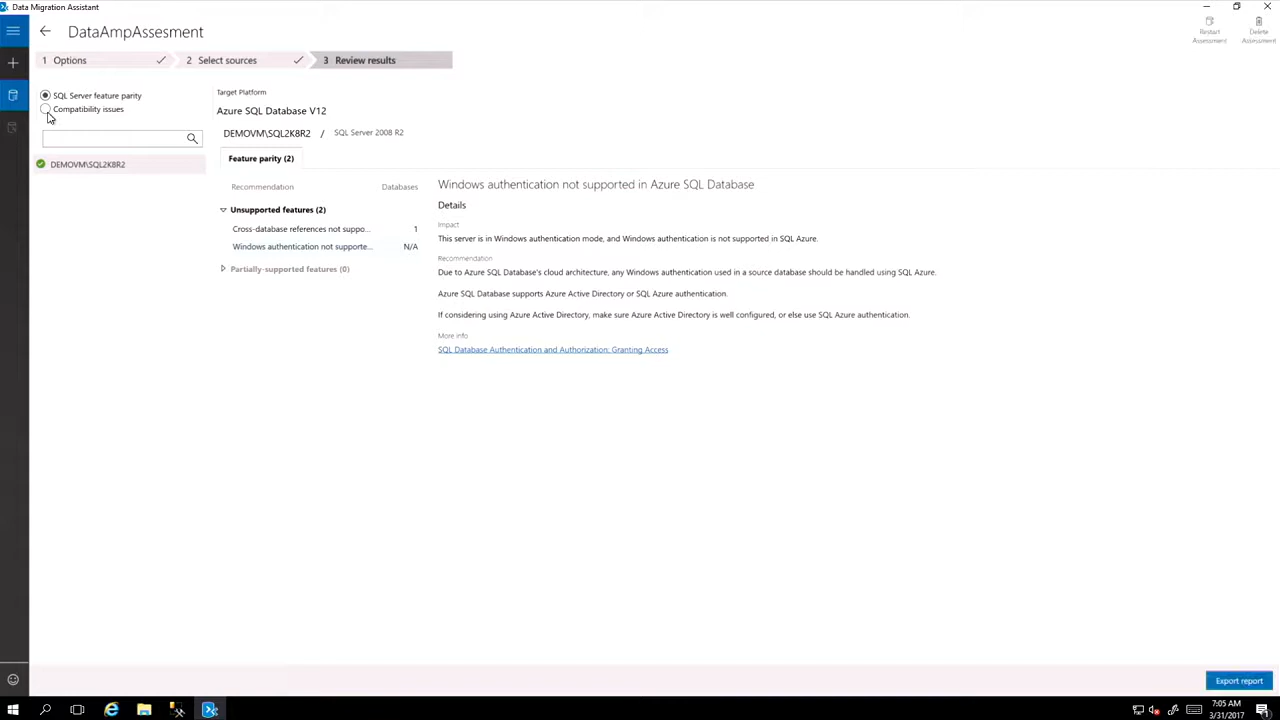 Data Migration Assistant
DataAmpAssesment
Restart Assessment
Delete Assessment
1 Options
2 Select sources
3 Review results
SQL Server feature parity
Compatibility issues
Target Platform
Azure SQL Database V12
DEMOVM\SQL2K8R2 / SQL Server 2008 R2
DEMOVM\SQL2K8R2
Feature parity (2)
Recommendation Databases
Unsupported features (2)
Cross-database references not suppo... 1
Windows authentication not supporte... N/A
Partially-supported features (0)
Windows authentication not supported in Azure SQL Database
Details
Impact
This server is in Windows authentication mode, and Windows authentication is not supported in SQL Azure.
Recommendation
Due to Azure SQL Database's cloud architecture, any Windows authentication used in a source database should be handled using SQL Azure.
Azure SQL Database supports Azure Active Directory or SQL Azure authentication.
If considering using Azure Active Directory, make sure Azure Active Directory is well configured, or else use SQL Azure authentication.
More info
SQL Database Authentication and Authorization: Granting Access
Export report
7:05 AM
3/31/2017